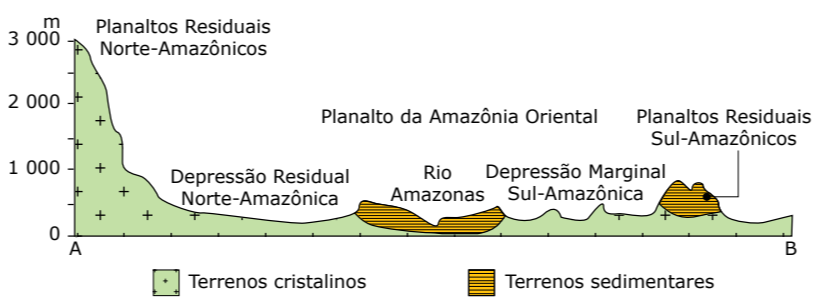 m
Planaltos Residuais
Norte-Amazônicos
3 000
2 000
Planalto da Amazônia Oriental
Planaltos Residuais
Sul-Amazônicos
1 000
Depressão Residual
Norte-Amazônica
Rio
Amazonas
Depressão Marginal
Sul-Amazônica
0
A
B
Terrenos cristalinos
Terrenos sedimentares